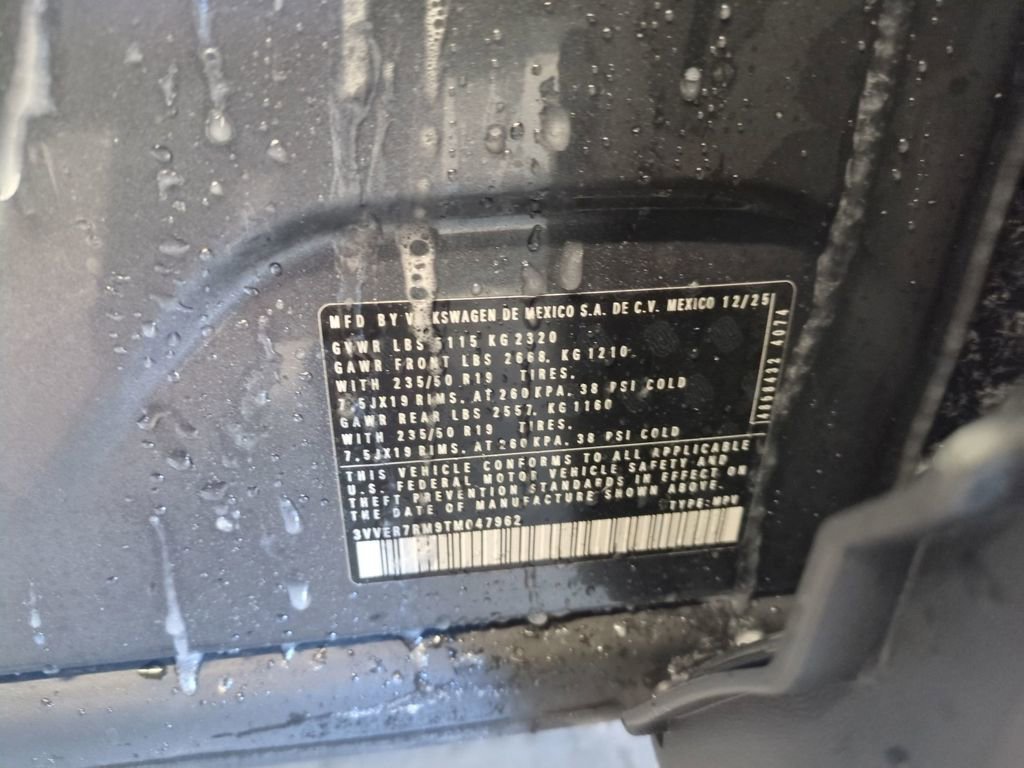 MFD BY VOLKSWAGEN DE MEXICO S.A. DE C.V. MEXICO 12/25
GVWR LBS 5115 KG 2320
GAWR FRONT LBS 2668. KG 1210.
WITH 235/50 R19 TIRES.
7.5JX19 RIMS. AT 260 KPA. 38 PSI COLD
GAWR REAR LBS 2557. KG 1160
WITH 235/50 R19 TIRES.
7.5JX19 RIMS. AT 260 KPA. 38 PSI COLD
THIS VEHICLE CONFORMS TO ALL APPLICABLE
U.S. FEDERAL MOTOR VEHICLE SAFETY AND
THEFT PREVENTION STANDARDS IN EFFECT ON
THE DATE OF MANUFACTURE SHOWN ABOVE.
TYPE: MPV
3VVER7RM9TM047962
4074